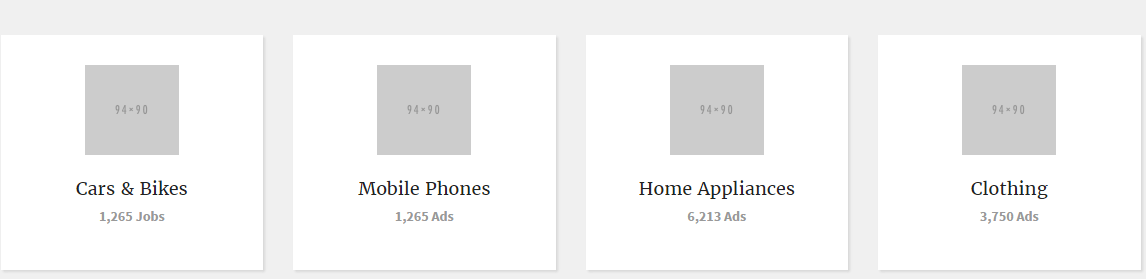 94×90 94×90 94×90 94×90
Cars & Bikes Mobile Phones Home Appliances Clothing
1,265 Jobs 1,265 Ads 6,213 Ads 3,750 Ads